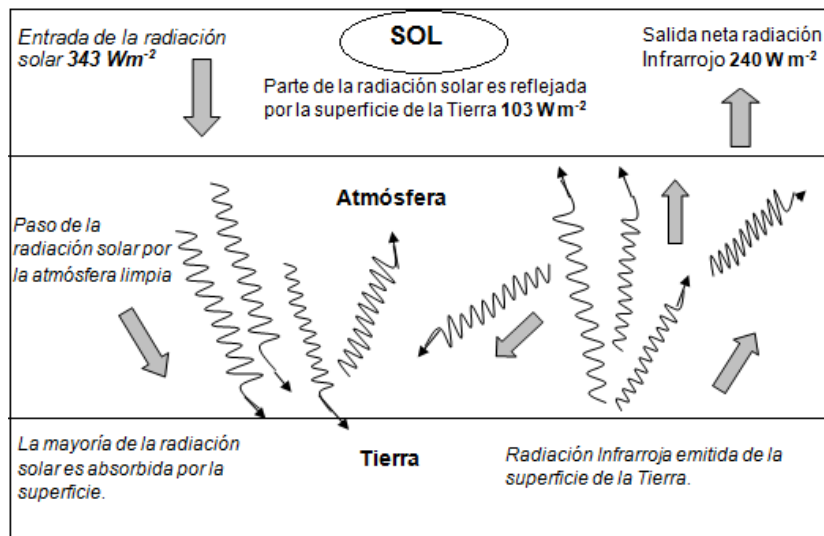 Entrada de la radiación
solar 343 Wm-2
SOL
Parte de la radiación solar es reflejada
por la superficie de la Tierra 103 W m-2
Salida neta radiación
Infrarrojo 240 W m-2
Atmósfera
Paso de la
radiación solar por
la atmósfera limpia
La mayoría de la radiación
solar es absorbida por la
superficie.
Tierra
Radiación Infrarroja emitida de la
superficie de la Tierra.